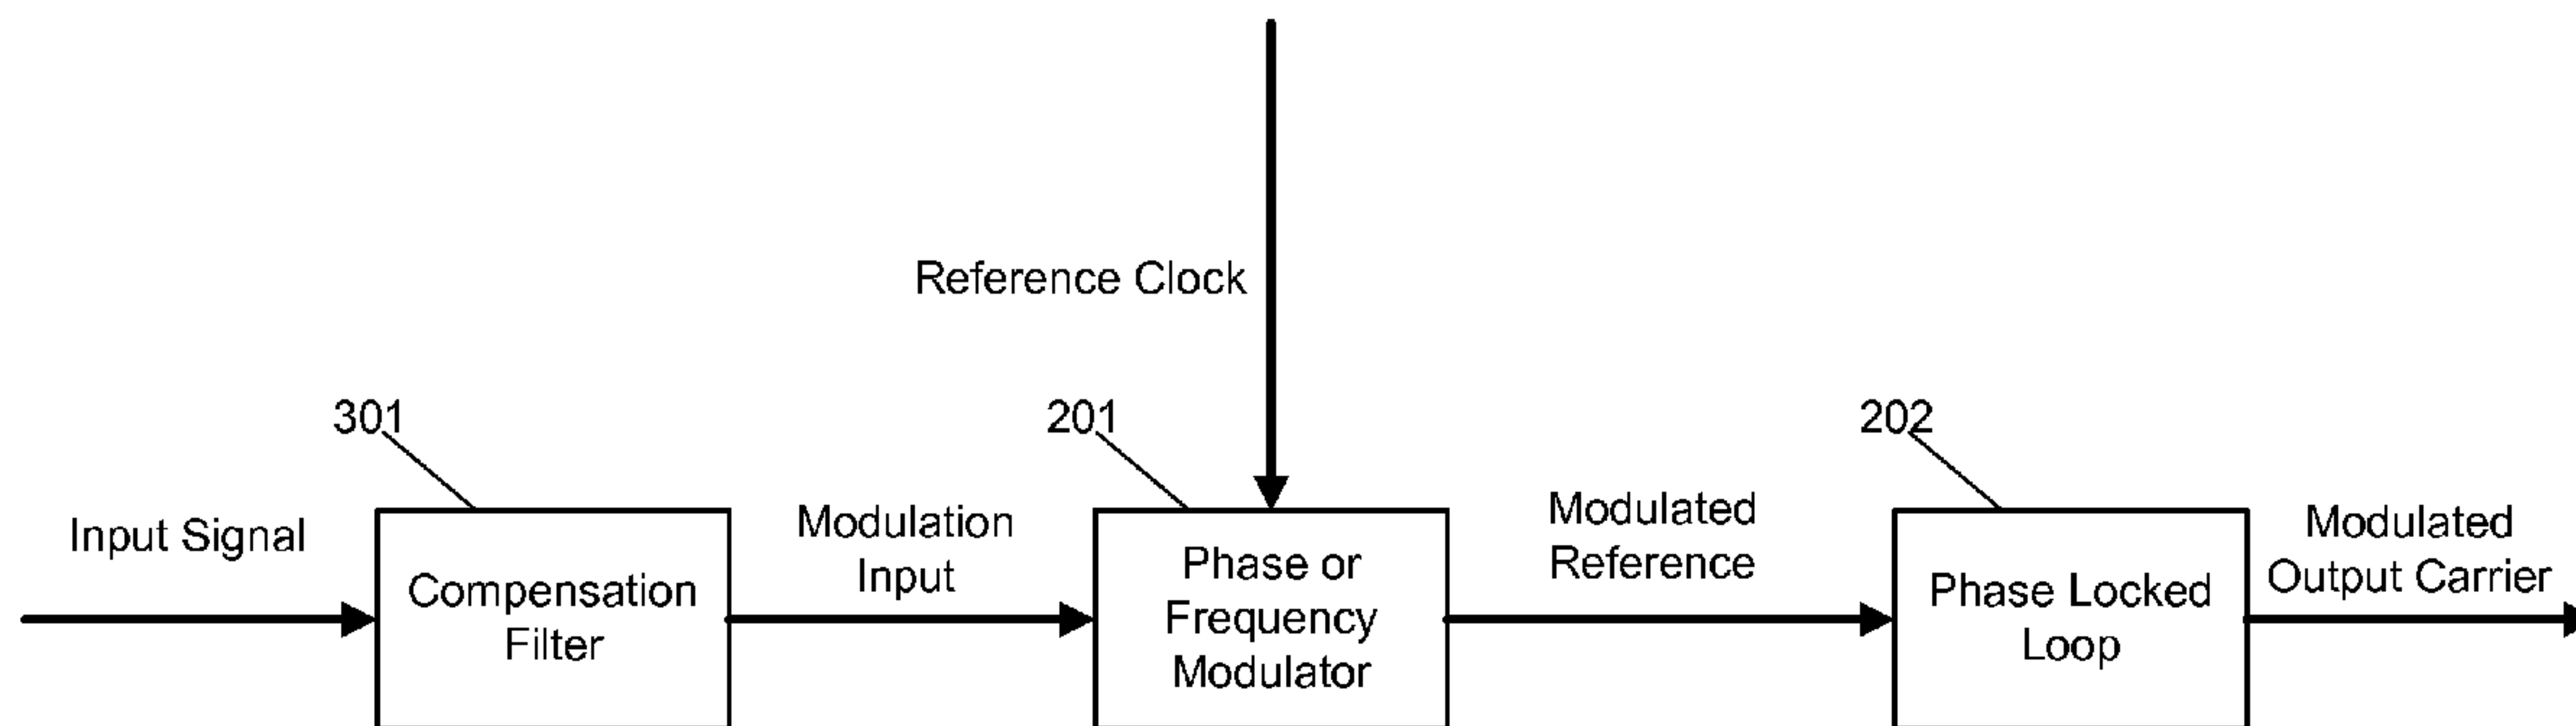 Reference Clock
301
201
202
Input Signal
Compensation
Filter
Modulation
Input
Phase or
Frequency
Modulator
Modulated
Reference
Phase Locked
Loop
Modulated
Output Carrier